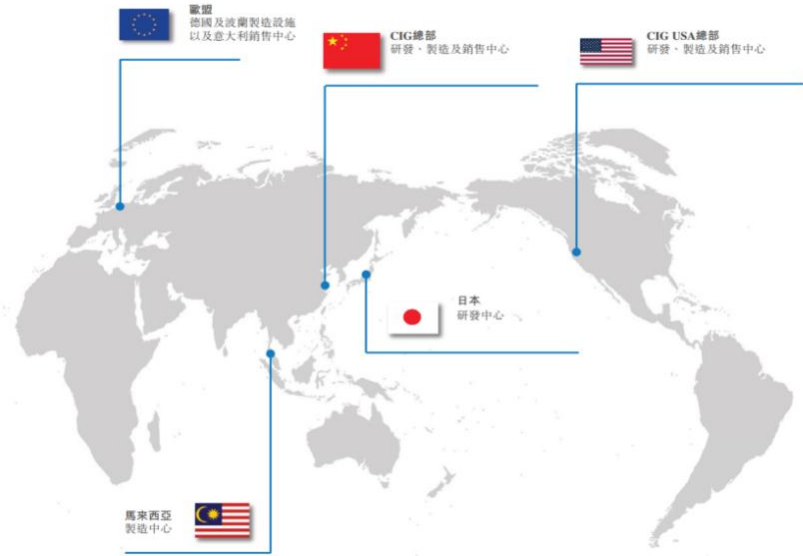 歐盟
德國及波蘭製造設施
以及意大利銷售中心
CIG總部
研發、製造及銷售中心
CIG USA總部
研發、製造及銷售中心
日本
研發中心
馬來西亞
製造中心